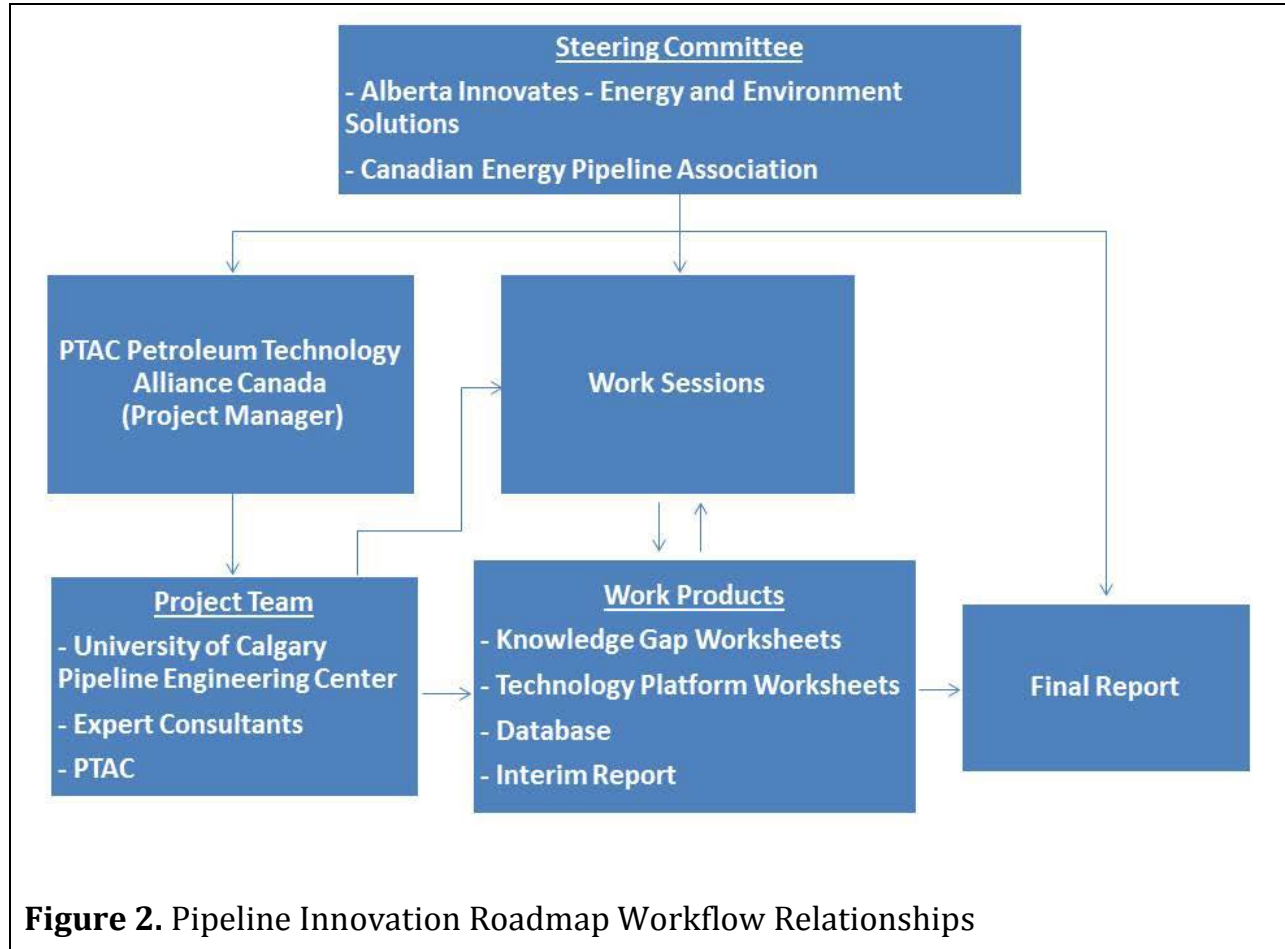 Steering Committee
- Alberta Innovates - Energy and Environment
Solutions
- Canadian Energy Pipeline Association
PTAC Petroleum Technology
Alliance Canada
(Project Manager)
Work Sessions
Project Team
- University of Calgary
Pipeline Engineering Center
- Expert Consultants
- PTAC
Work Products
- Knowledge Gap Worksheets
- Technology Platform Worksheets
- Database
- Interim Report
Final Report
Figure 2. Pipeline Innovation Roadmap Workflow Relationships